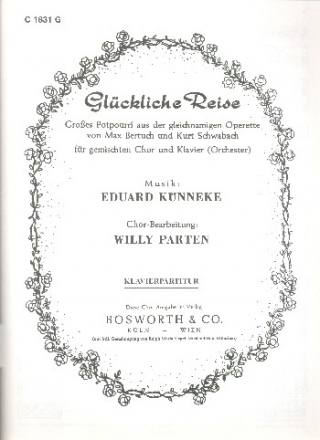 C 1831 G
Glückliche Reise
Großes Potpourri aus der gleichnamigen Operette
von Max Bertuch und Kurt Schwabach
für gemischten Chor und Klavier (Orchester)
Musik:
EDUARD KÜNNEKE
Chor-Bearbeitung:
WILLY PARTEN
KLAVIERPARTITUR
BOSWORTH & CO.
KÖLN – WIEN